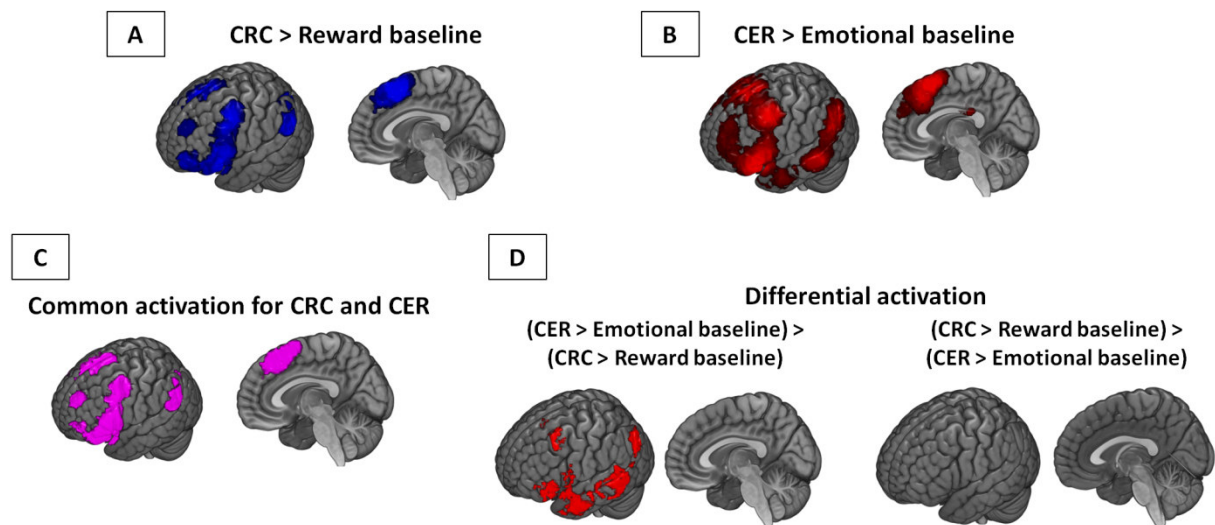 A
CRC > Reward baseline
B
CER > Emotional baseline
C
Common activation for CRC and CER
D
Differential activation
(CER > Emotional baseline) >
(CRC > Reward baseline)
(CRC > Reward baseline) >
(CER > Emotional baseline)